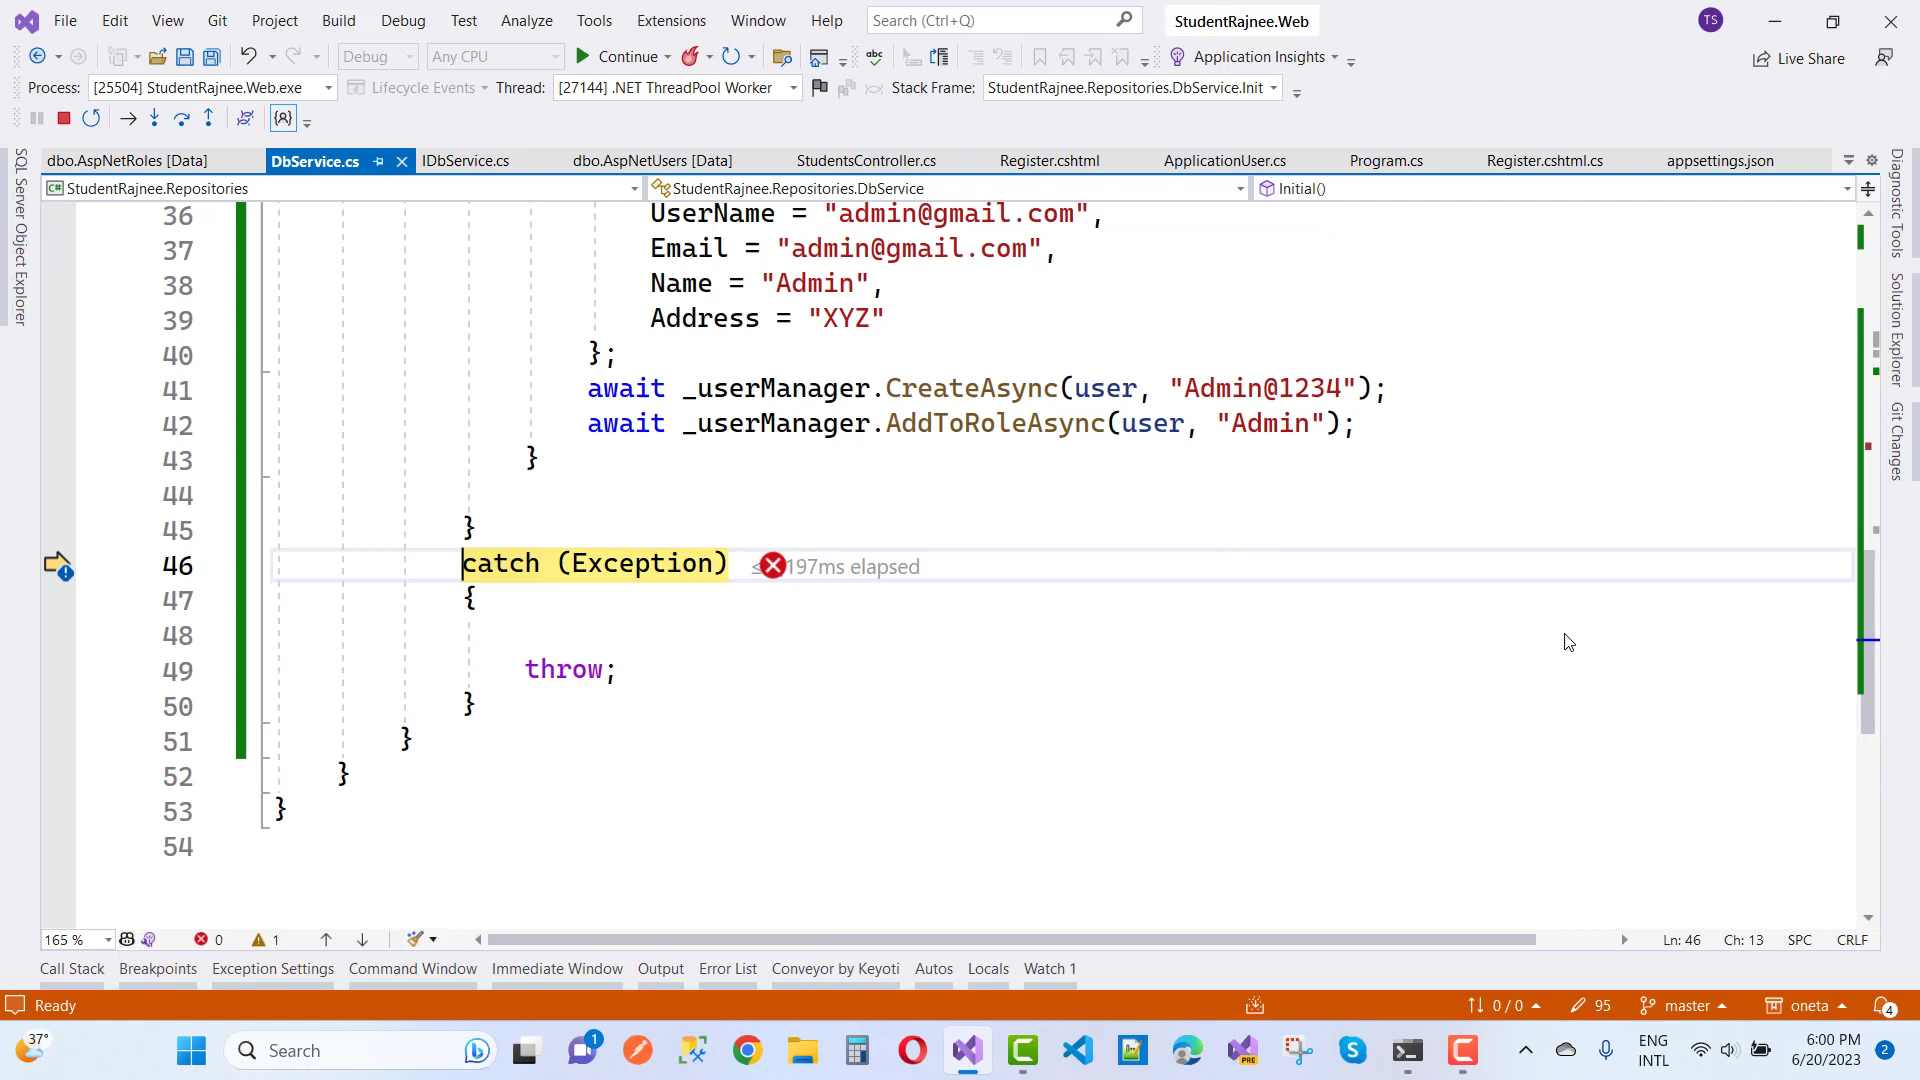 File Edit View Git Project Build Debug Test Analyze Tools Extensions Window Help Search (Ctrl+Q) StudentRajnee.Web TS
Debug Any CPU Continue abc Application Insights Live Share
Process: [25504] StudentRajnee.Web.exe Lifecycle Events Thread: [27144] .NET ThreadPool Worker Stack Frame: StudentRajnee.Repositories.DbService.Init
SQL Server Object Explorer
dbo.AspNetRoles [Data] DbService.cs IDbService.cs dbo.AspNetUsers [Data] StudentsController.cs Register.cshtml ApplicationUser.cs Program.cs Register.cshtml.cs appsettings.json
C# StudentRajnee.Repositories StudentRajnee.Repositories.DbService Initial()
Diagnostic Tools
Solution Explorer
Git Changes
36 UserName = "admin@gmail.com",
37 Email = "admin@gmail.com",
38 Name = "Admin",
39 Address = "XYZ"
40 };
41 await _userManager.CreateAsync(user, "Admin@1234");
42 await _userManager.AddToRoleAsync(user, "Admin");
43 }
44
45 }
46 catch (Exception) 197ms elapsed
47 {
48
49 throw;
50 }
51 }
52 }
53 }
54
165 % 0 1 Ln: 46 Ch: 13 SPC CRLF
Call Stack Breakpoints Exception Settings Command Window Immediate Window Output Error List Conveyor by Keyoti Autos Locals Watch 1
Ready 0 / 0 95 master oneta 4
37° Search 1 PRE ENG INTL 6:00 PM 6/20/2023 2